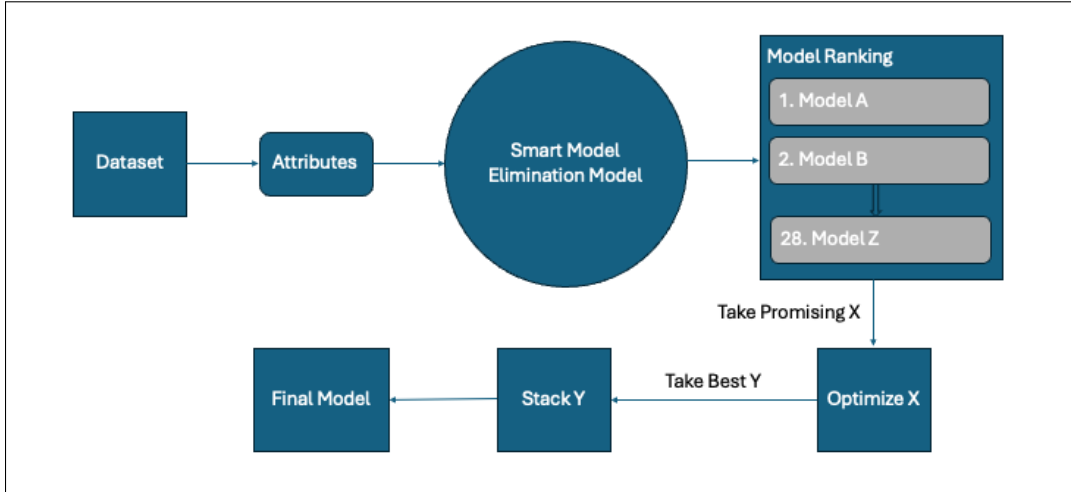 Dataset
Attributes
Smart Model
Elimination Model
Model Ranking
1. Model A
2. Model B
28. Model Z
Take Promising X
Optimize X
Take Best Y
Stack Y
Final Model